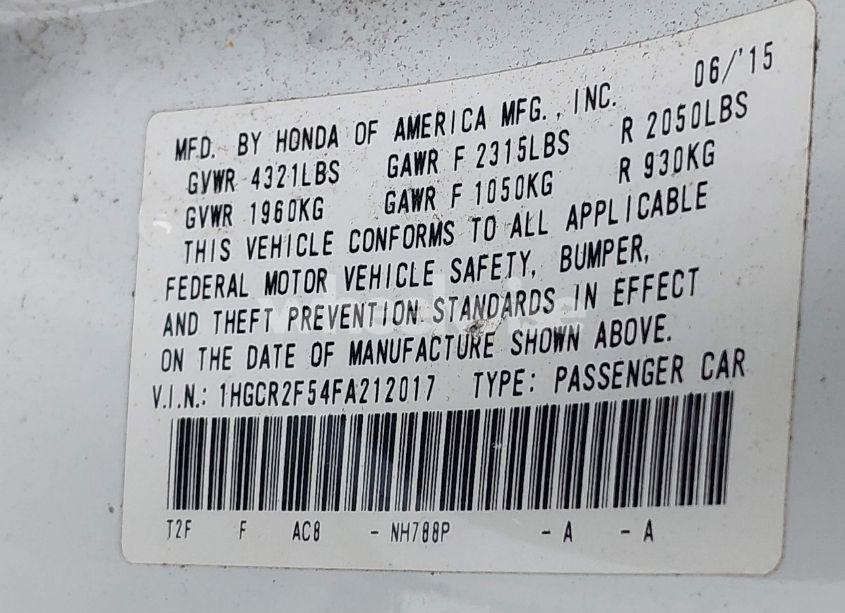 06/'15
MFD. BY HONDA OF AMERICA MFG., INC.
GVWR 4321LBS GAWR F 2315LBS R 2050LBS
GVWR 1960KG GAWR F 1050KG R 930KG
THIS VEHICLE CONFORMS TO ALL APPLICABLE
FEDERAL MOTOR VEHICLE SAFETY, BUMPER,
AND THEFT PREVENTION STANDARDS IN EFFECT
ON THE DATE OF MANUFACTURE SHOWN ABOVE.
V.I.N.: 1HGCR2F54FA212017 TYPE: PASSENGER CAR
T2F F AC8 - NH788P - A - A